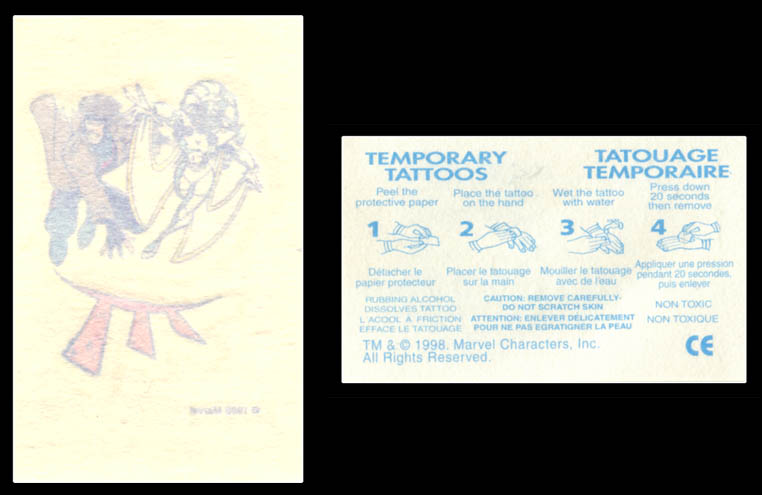 © 1998 Marvel
TEMPORARY
TATTOOS
TATOUAGE
TEMPORAIRE
Peel the
protective paper
Place the tattoo
on the hand
Wet the tattoo
with water
Press down
20 seconds
then remove
1
2
3
4
Détacher le
papier protecteur
Placer le tatouage
sur la main
Mouiller le tatouage
avec de l'eau
Appliquer une pression
pendant 20 secondes,
puis enlever
RUBBING ALCOHOL
DISSOLVES TATTOO
L'ACOOL À FRICTION
EFFACE LE TATOUAGE
CAUTION: REMOVE CAREFULLY-
DO NOT SCRATCH SKIN
ATTENTION: ENLEVER DÉLICATEMENT
POUR NE PAS EGRATIGNER LA PEAU
NON TOXIC
NON TOXIQUE
TM & © 1998, Marvel Characters, Inc.
All Rights Reserved.
CE